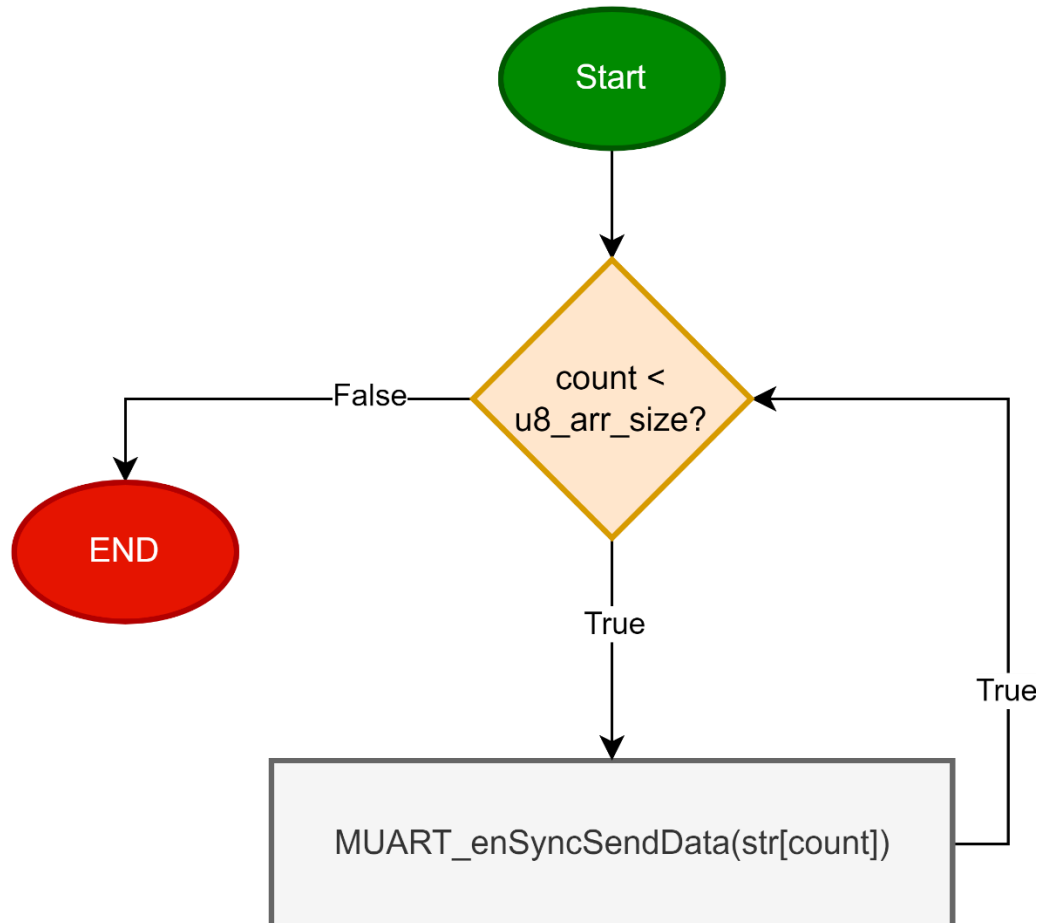 Start
count <
u8_arr_size?
False
END
True
True
MUART_enSyncSendData(str[count])